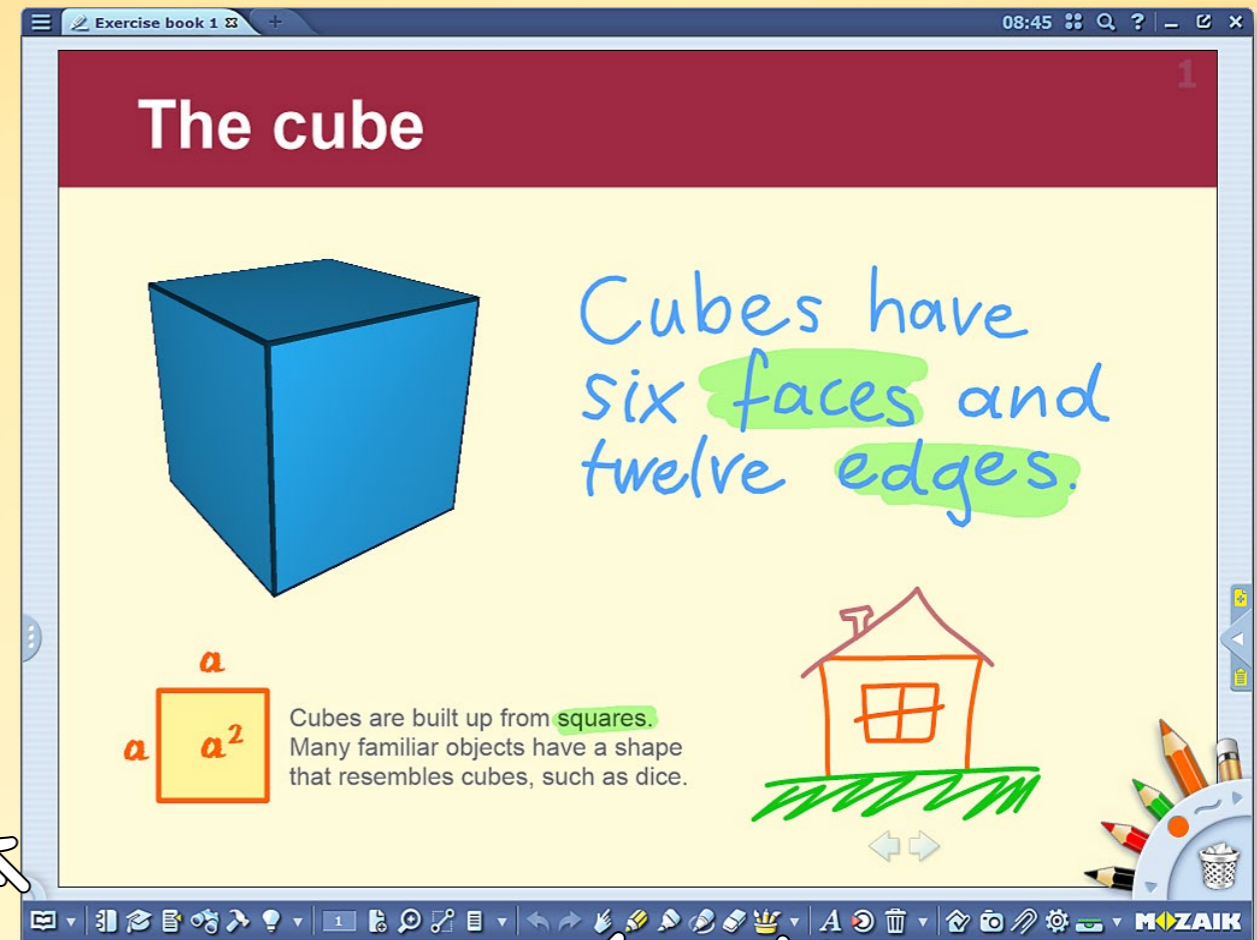 Exercise book 1
08:45
1
The cube
Cubes have
six faces and
twelve edges.
a
a a²
Cubes are built up from squares.
Many familiar objects have a shape
that resembles cubes, such as dice.
1
A
MOZAIK